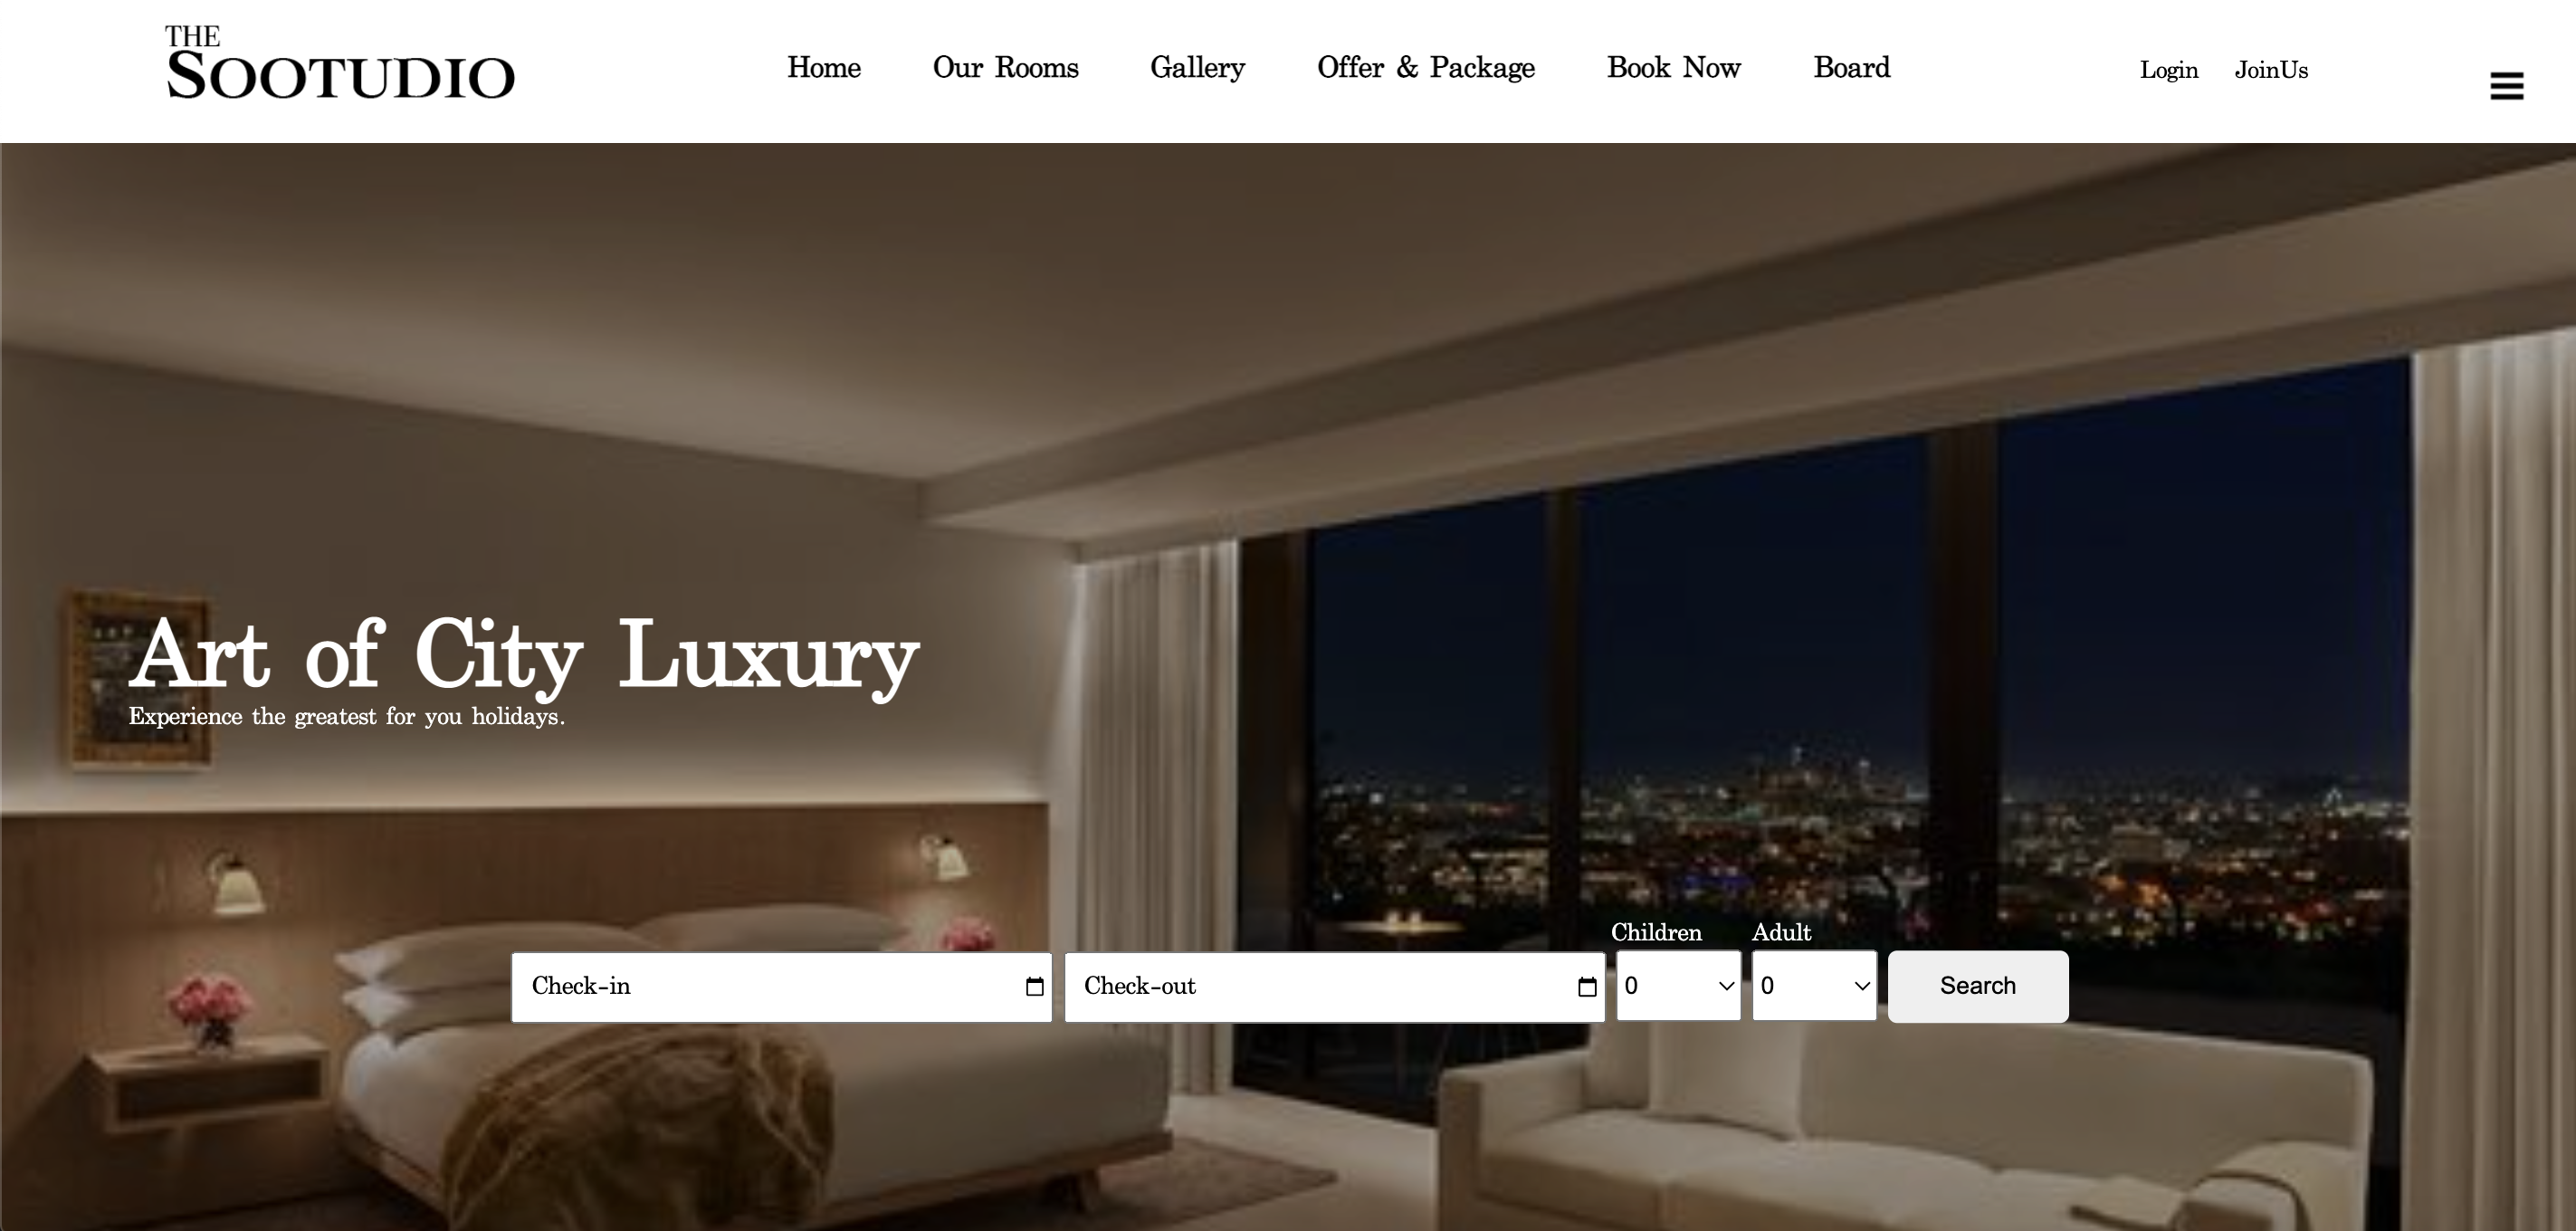 THE
SOOTUDIO
Home Our Rooms Gallery Offer & Package Book Now Board Login JoinUs
Art of City Luxury
Experience the greatest for you holidays.
Children Adult
Check-in Check-out 0 0 Search